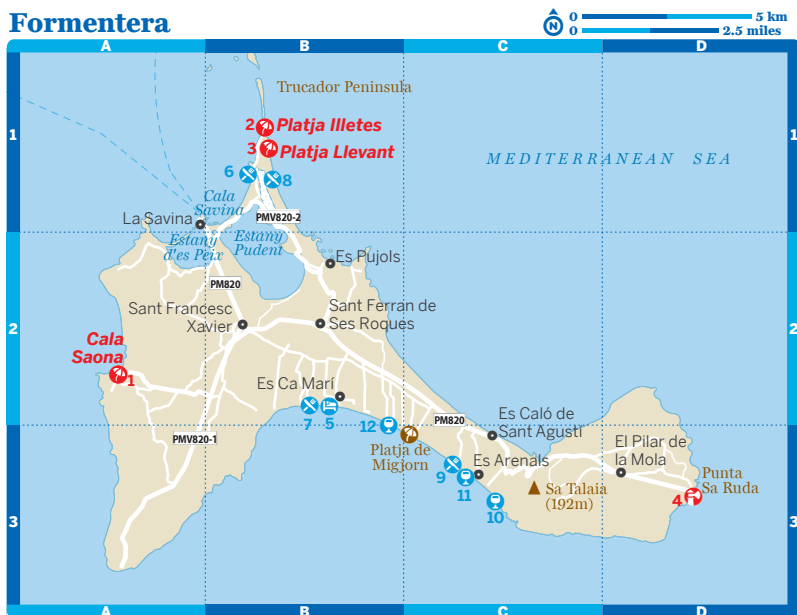 Formentera
N
0 5 km
0 2.5 miles
A B C D
1 1
Trucador Peninsula
2 Platja Illetes
3 Platja Llevant
MEDITERRANEAN SEA
6
8
Cala
Savina
PMV820-2
La Savina
Estany
d'es Peix
Estany
Pudent
Es Pujols
PM820
Sant Francesc
Xavier
Sant Ferran de
Ses Roques
2 2
Cala
Saona
1
Es Ca Marí
7
5
12
PM820
Es Caló de
Sant Agustí
PMV820-1
Platja de
Migjorn
El Pilar de
la Mola
9
Es Arenals
11
10
Sa Talaia
(192m)
Punta
Sa Ruda
4
3 3
A B C D